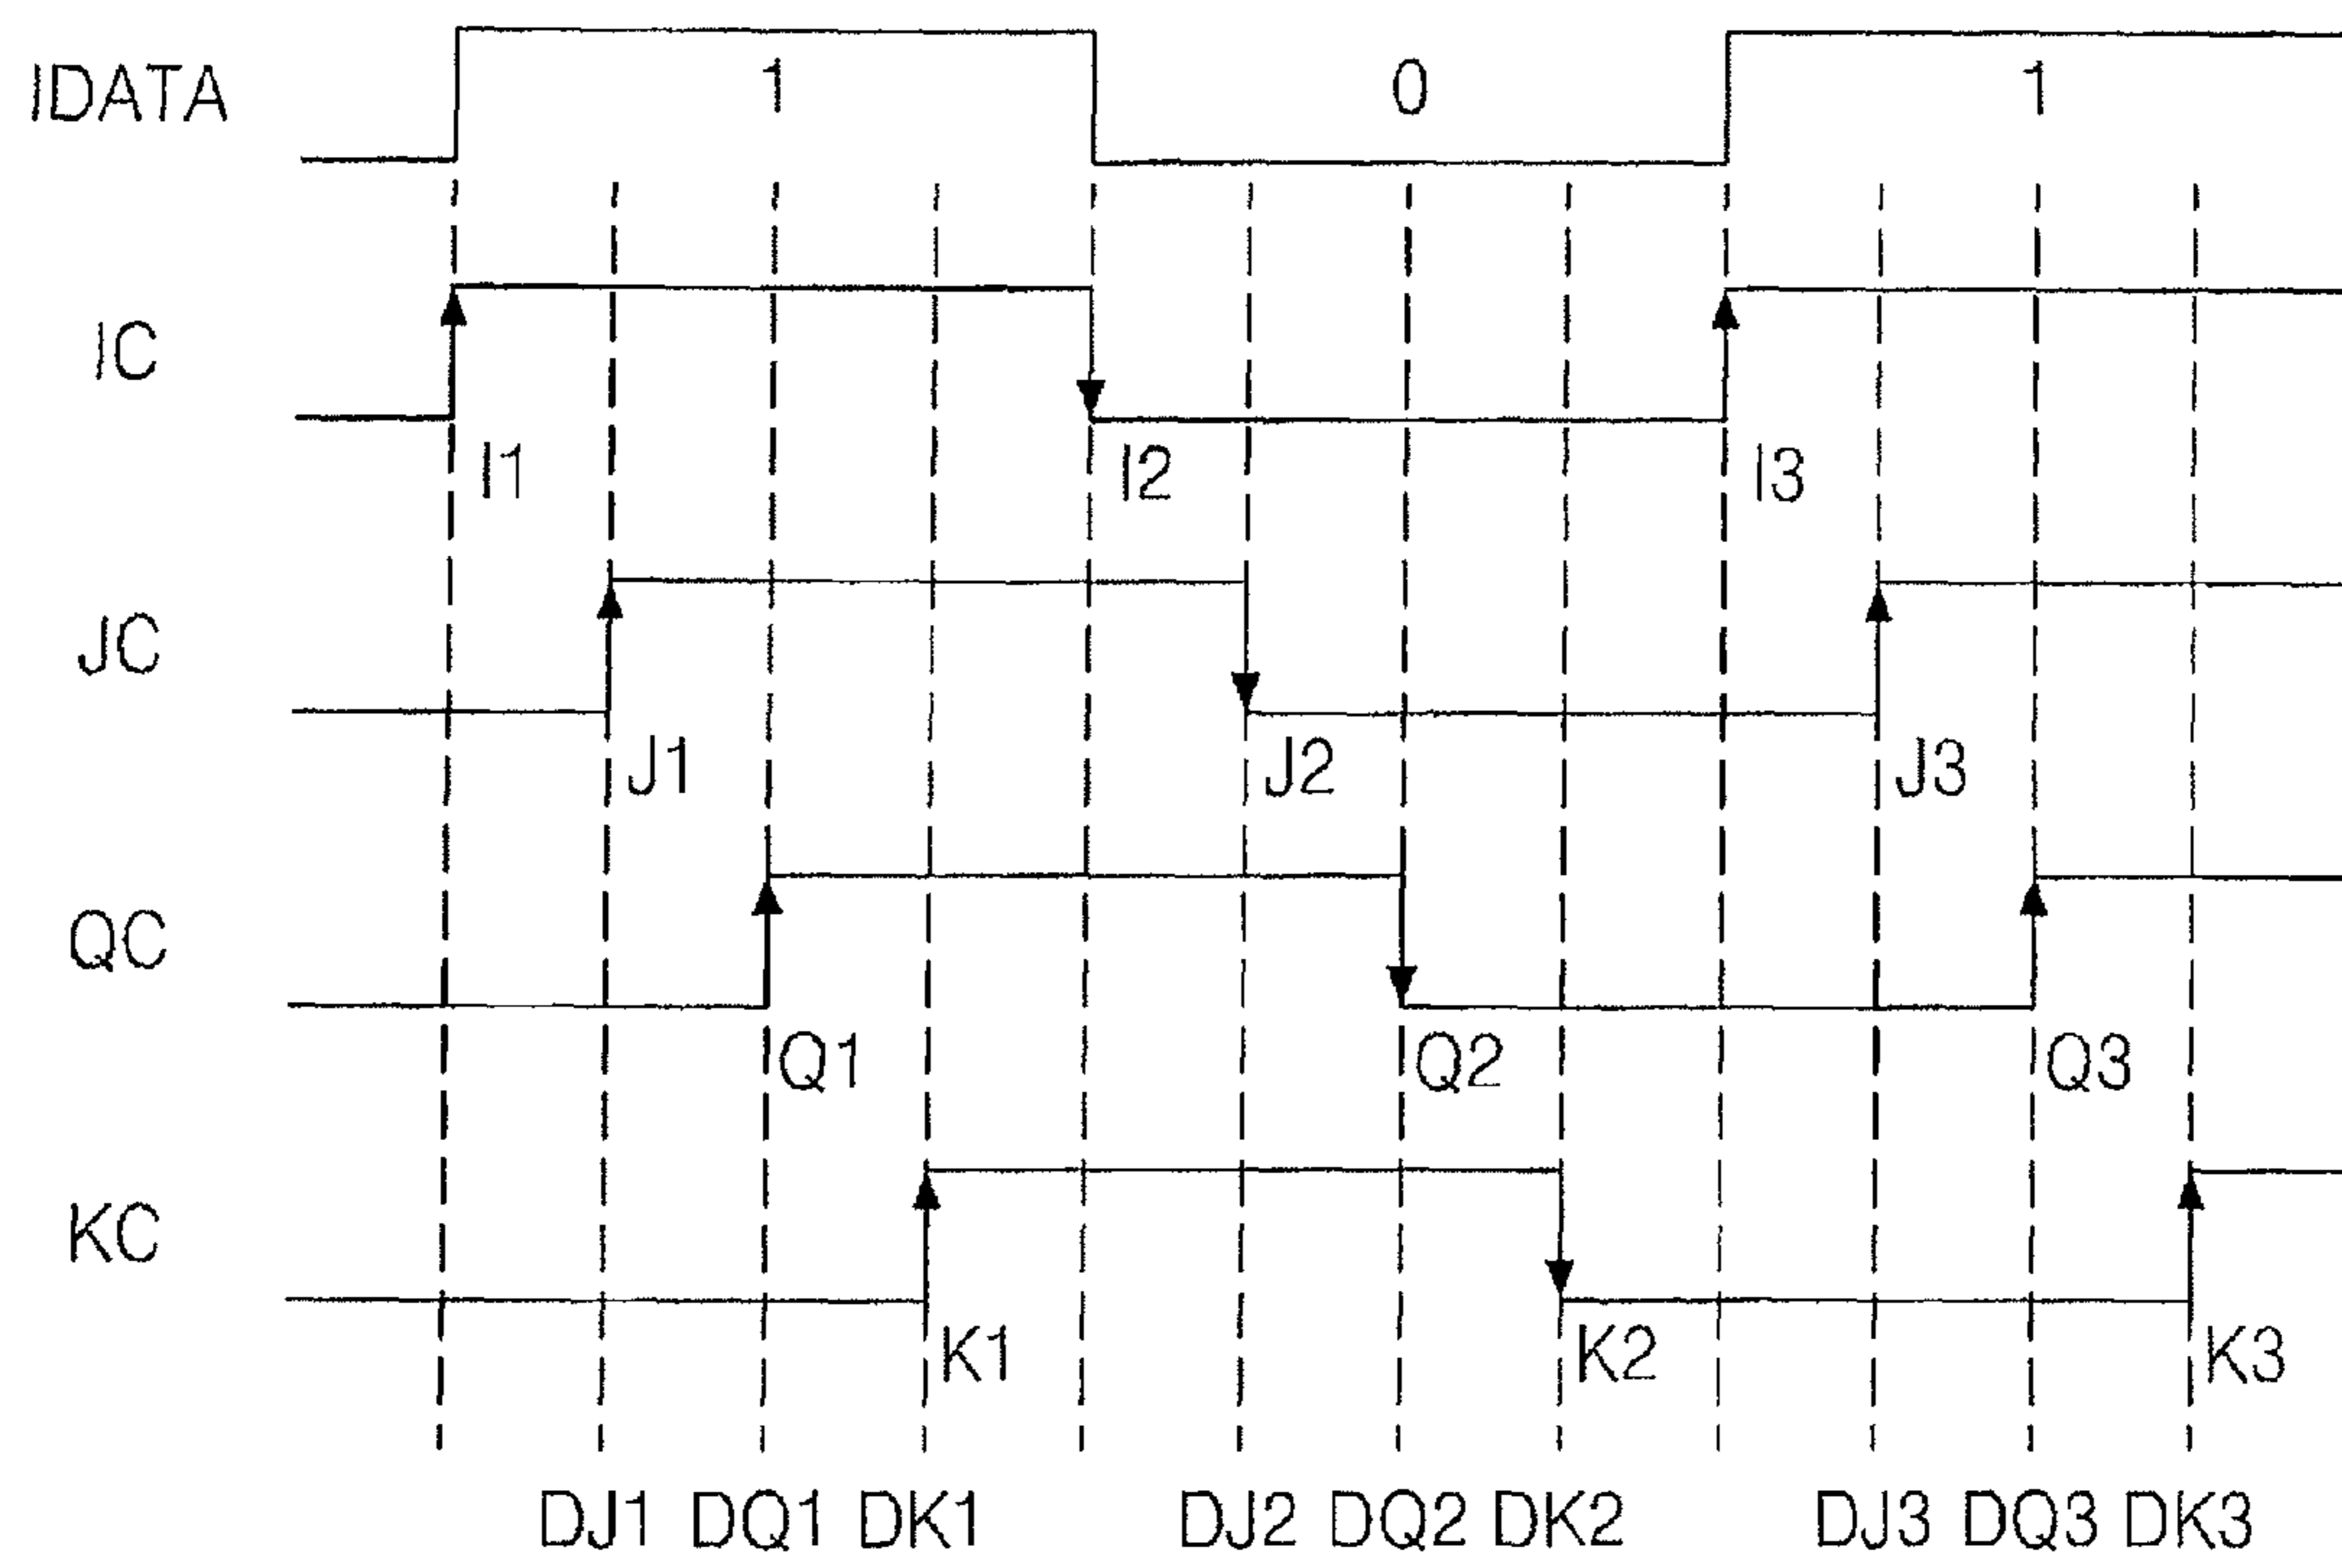 IDATA 1 0 1
IC
I1 I2 I3
JC
J1 J2 J3
QC
Q1 Q2 Q3
KC
K1 K2 K3
DJ1 DQ1 DK1 DJ2 DQ2 DK2 DJ3 DQ3 DK3